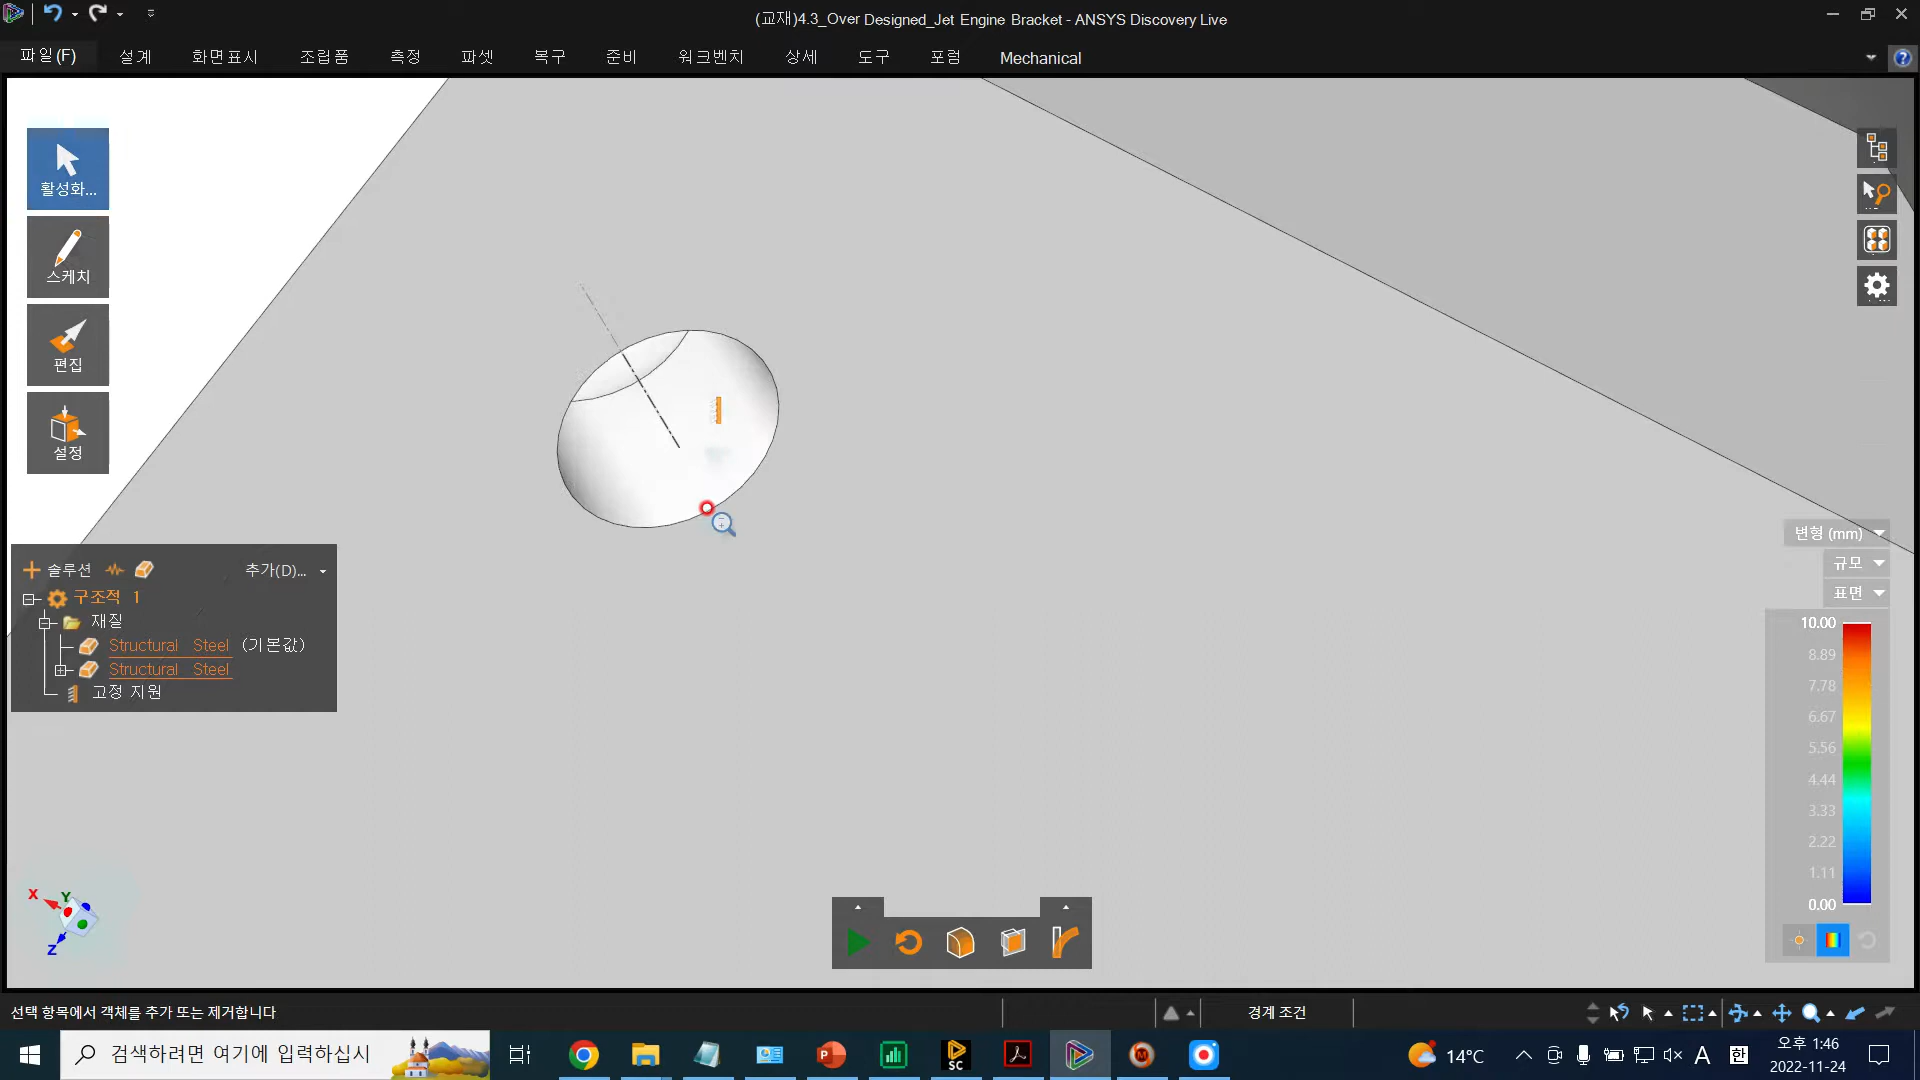 (교재)4.3_Over Designed_Jet Engine Bracket - ANSYS Discovery Live
파일(F) 설계 화면표시 조립품 측정 파셋 복구 준비 워크벤치 상세 도구 포럼 Mechanical
활성화...
스케치
편집
설정
솔루션 추가(D)...
구조적 1
재질
Structural Steel (기본값)
Structural Steel
고정 지원
변형 (mm)
규모
표면
10.00
8.89
7.78
6.67
5.56
4.44
3.33
2.22
1.11
0.00
X
Y
Z
선택 항목에서 객체를 추가 또는 제거합니다
경계 조건
검색하려면 여기에 입력하십시
SC
14°C
A
한
오후 1:46
2022-11-24